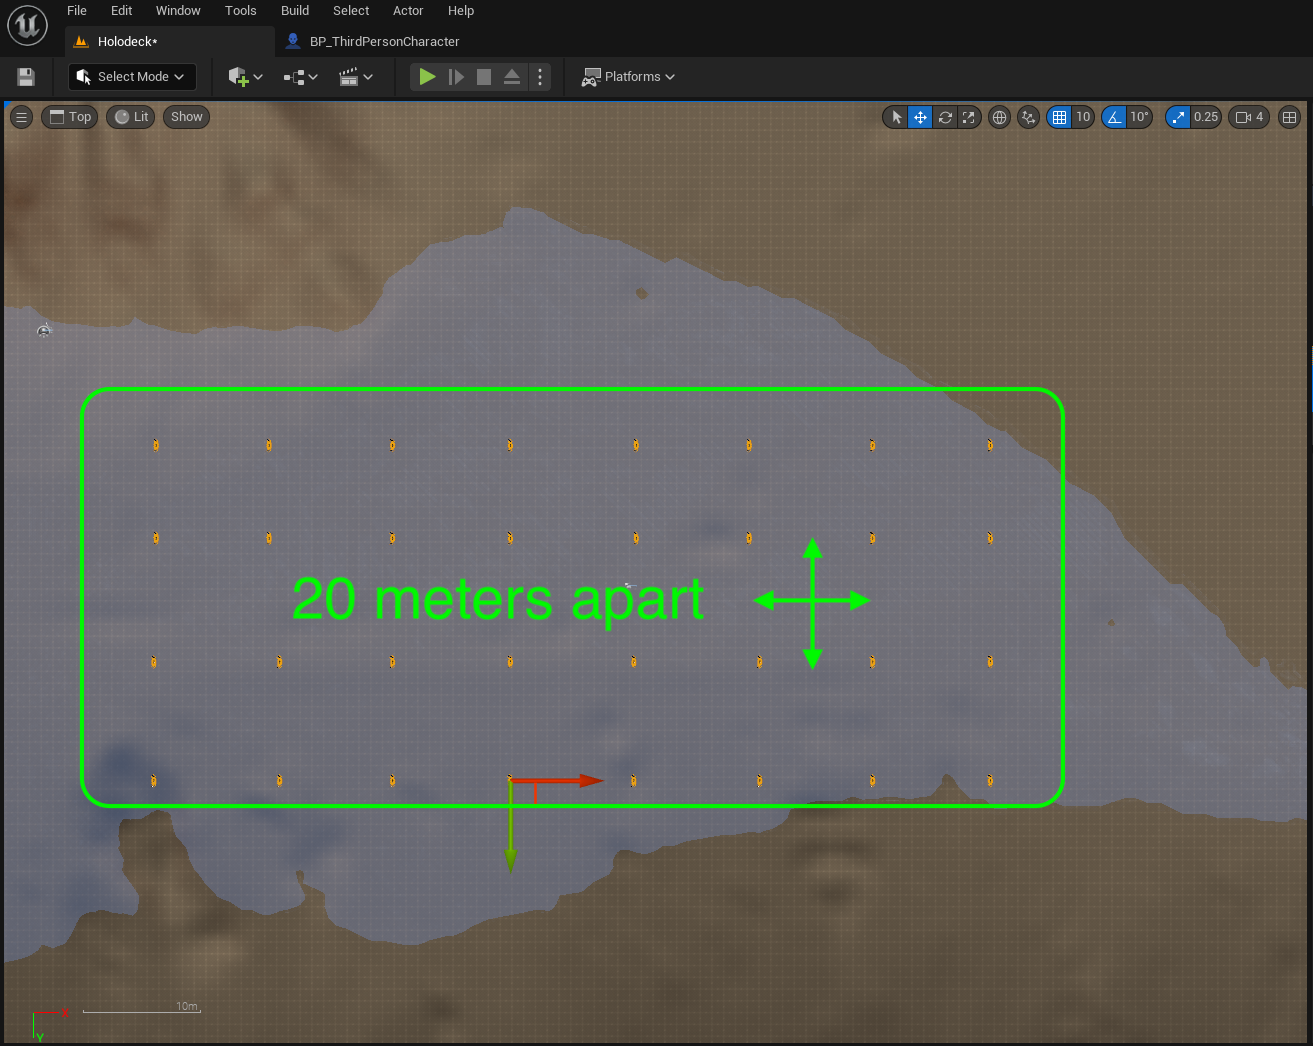 File Edit Window Tools Build Select Actor Help
Holodeck* BP_ThirdPersonCharacter
Select Mode Platforms
Top Lit Show 10 10° 0.25 4
20 meters apart
10m
X
Y